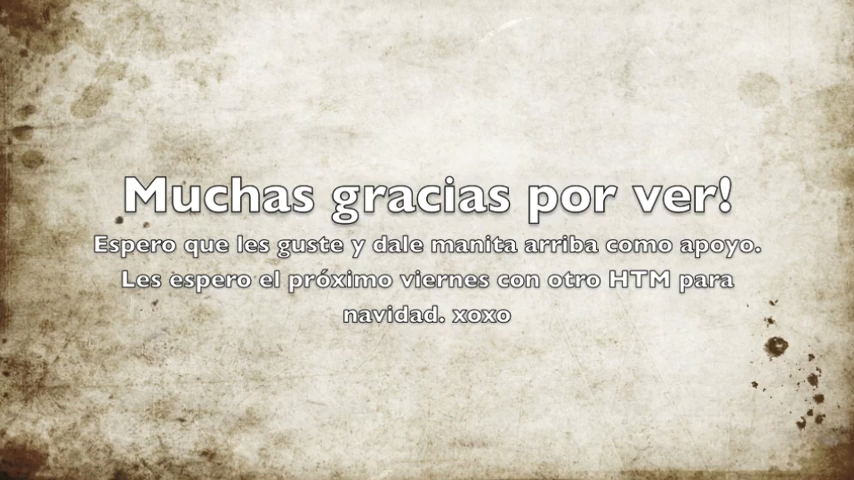 Muchas gracias por ver!
Espero que les guste y dale manita arriba como apoyo.
Les espero el próximo viernes con otro HTM para
navidad. xoxo